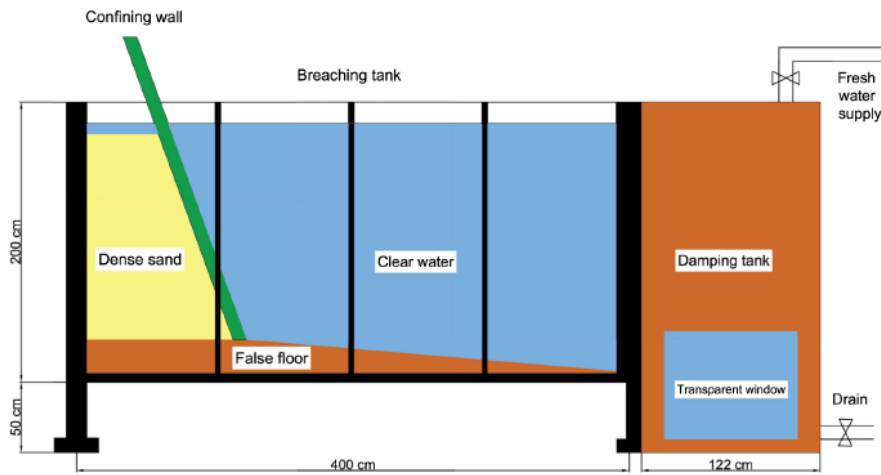 Confining wall
Breaching tank
Fresh
water
supply
200 cm
Dense sand
Clear water
Damping tank
False floor
Transparent window
50 cm
Drain
400 cm
122 cm